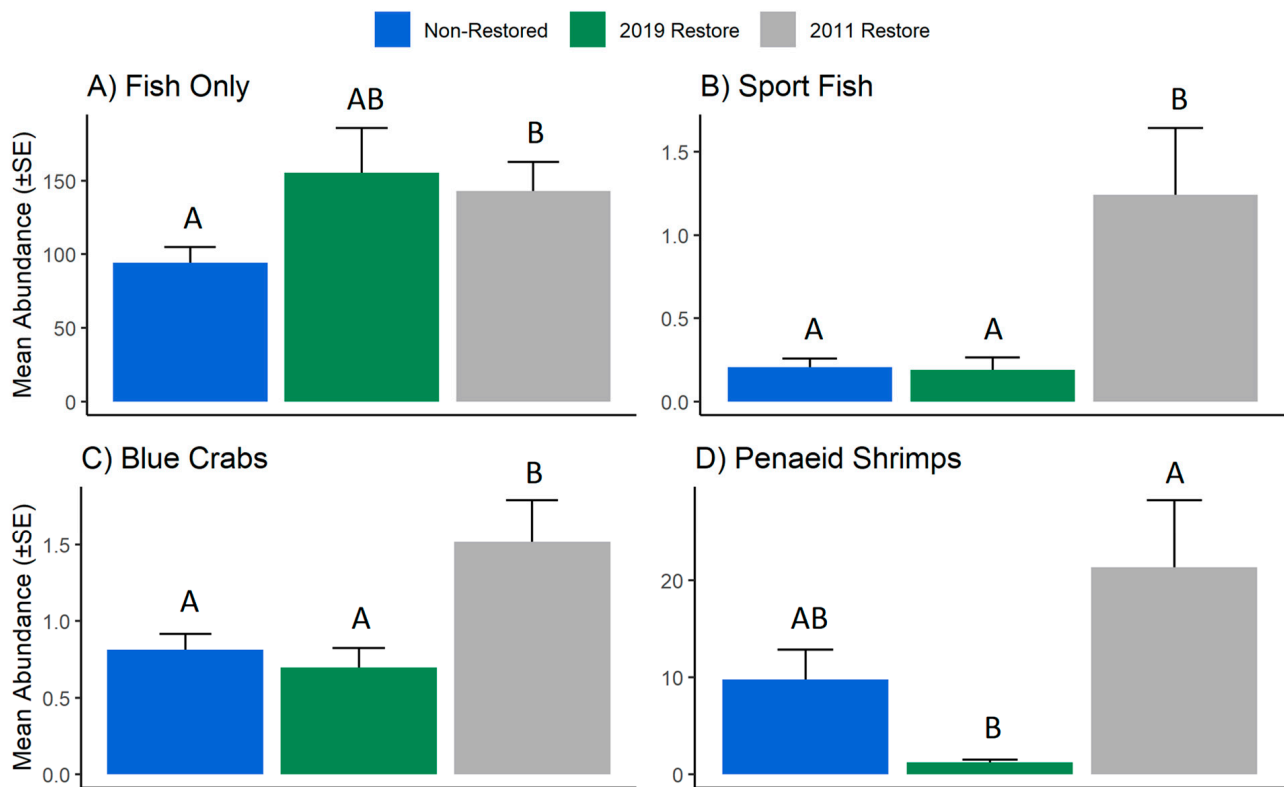 Non-Restored 2019 Restore 2011 Restore
A) Fish Only
Mean Abundance (±SE)
150
100
50
0
A
AB
B
B) Sport Fish
1.5
1.0
0.5
0.0
A
A
B
C) Blue Crabs
Mean Abundance (±SE)
1.5
1.0
0.5
0.0
A
A
B
D) Penaeid Shrimps
20
10
0
AB
B
A